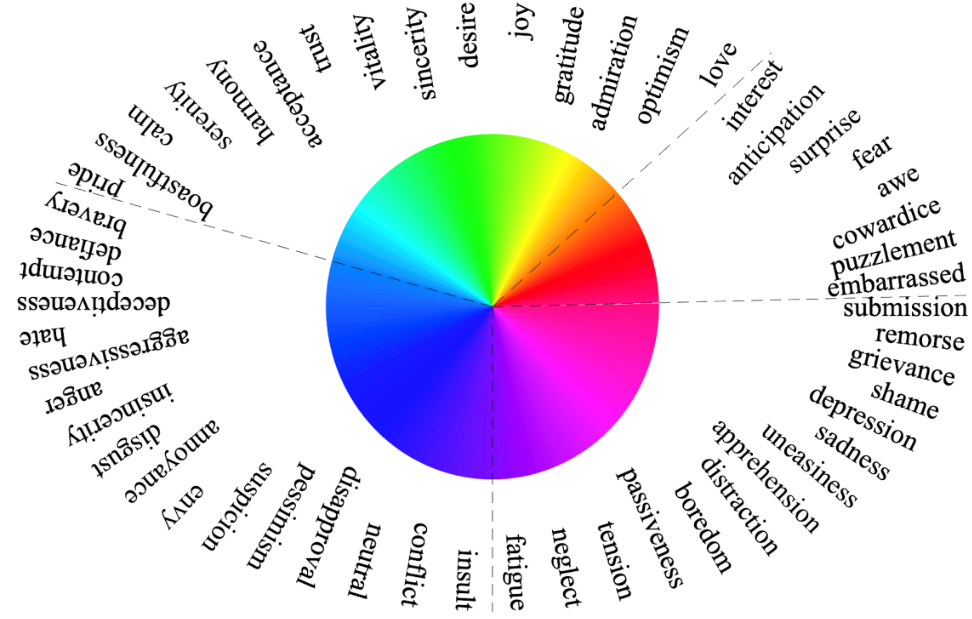 joy
gratitude
admiration
optimism
love
interest
anticipation
surprise
fear
awe
cowardice
puzzlement
embarrassed
submission
remorse
grievance
shame
depression
sadness
uneasiness
apprehension
distraction
boredom
passiveness
tension
neglect
fatigue
insult
conflict
neutral
disapproval
pessimism
suspicion
envy
annoyance
disgust
insincerity
anger
aggressiveness
hate
deceptiveness
contempt
defiance
bravery
pride
boastfulness
calm
serenity
harmony
acceptance
trust
vitality
sincerity
desire